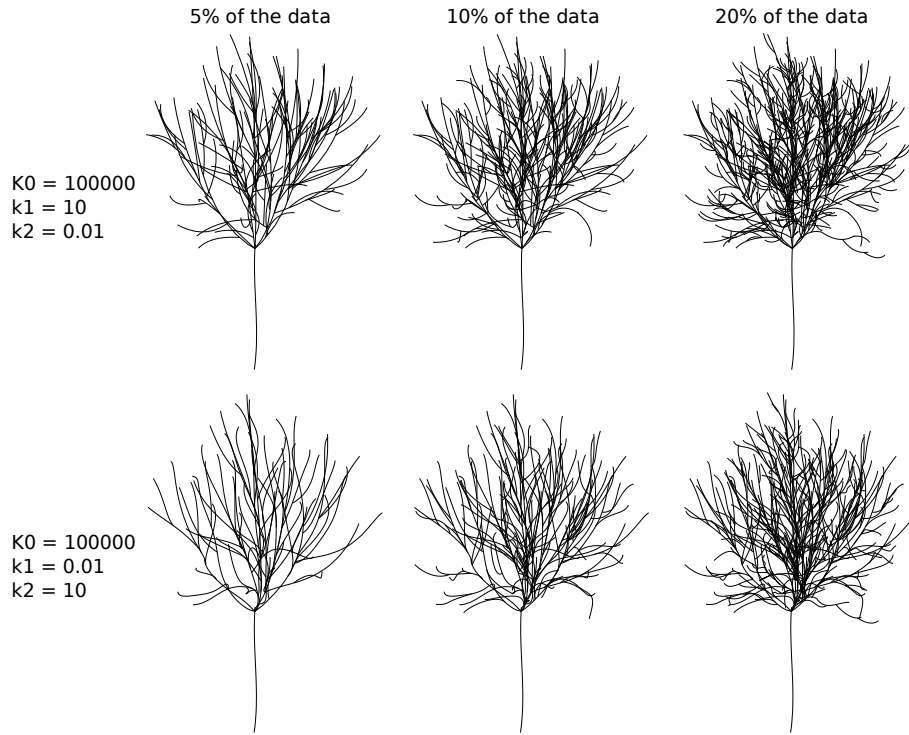 5% of the data
10% of the data
20% of the data
K0 = 100000
k1 = 10
k2 = 0.01
K0 = 100000
k1 = 0.01
k2 = 10